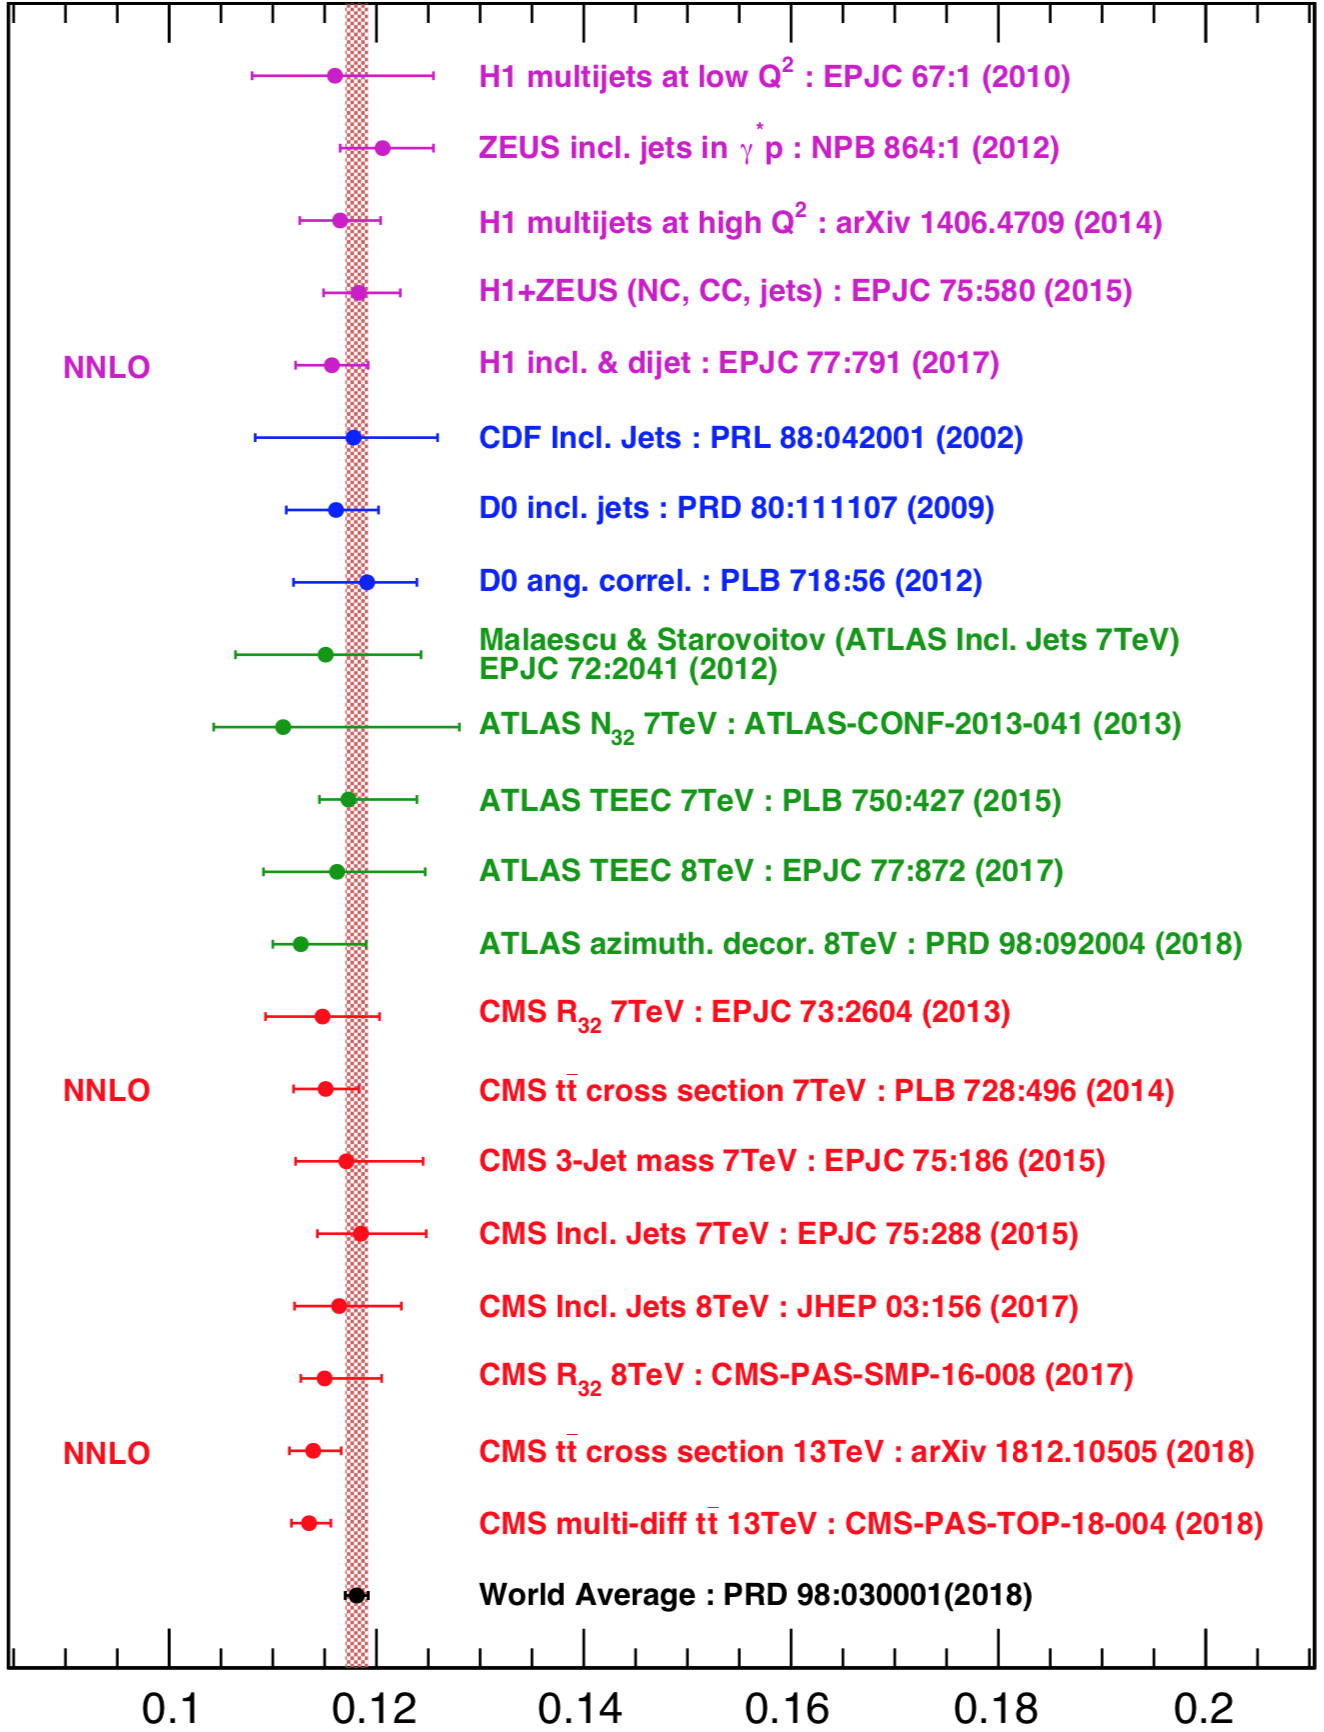 H1 multijets at low Q² : EPJC 67:1 (2010)
ZEUS incl. jets in γ*p : NPB 864:1 (2012)
H1 multijets at high Q² : arXiv 1406.4709 (2014)
H1+ZEUS (NC, CC, jets) : EPJC 75:580 (2015)
NNLO H1 incl. & dijet : EPJC 77:791 (2017)
CDF Incl. Jets : PRL 88:042001 (2002)
D0 incl. jets : PRD 80:111107 (2009)
D0 ang. correl. : PLB 718:56 (2012)
Malaescu & Starovoitov (ATLAS Incl. Jets 7TeV)
EPJC 72:2041 (2012)
ATLAS N₃₂ 7TeV : ATLAS-CONF-2013-041 (2013)
ATLAS TEEC 7TeV : PLB 750:427 (2015)
ATLAS TEEC 8TeV : EPJC 77:872 (2017)
ATLAS azimuth. decor. 8TeV : PRD 98:092004 (2018)
CMS R₃₂ 7TeV : EPJC 73:2604 (2013)
NNLO CMS tt̄ cross section 7TeV : PLB 728:496 (2014)
CMS 3-Jet mass 7TeV : EPJC 75:186 (2015)
CMS Incl. Jets 7TeV : EPJC 75:288 (2015)
CMS Incl. Jets 8TeV : JHEP 03:156 (2017)
CMS R₃₂ 8TeV : CMS-PAS-SMP-16-008 (2017)
NNLO CMS tt̄ cross section 13TeV : arXiv 1812.10505 (2018)
CMS multi-diff tt̄ 13TeV : CMS-PAS-TOP-18-004 (2018)
World Average : PRD 98:030001(2018)
0.1 0.12 0.14 0.16 0.18 0.2